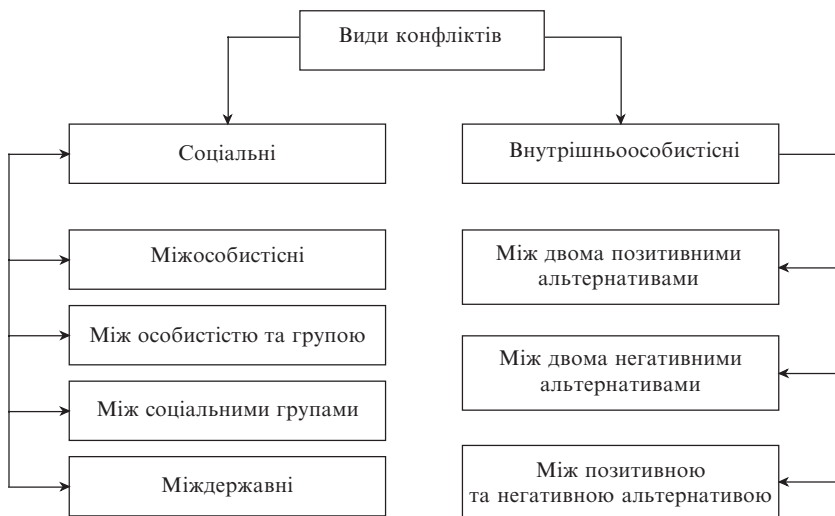 Види конфліктів
Соціальні
Внутрішньоособистісні
Міжособистісні
Між двома позитивними
альтернативами
Між особистістю та групою
Між двома негативними
альтернативами
Між соціальними групами
Міждержавні
Між позитивною
та негативною альтернативою